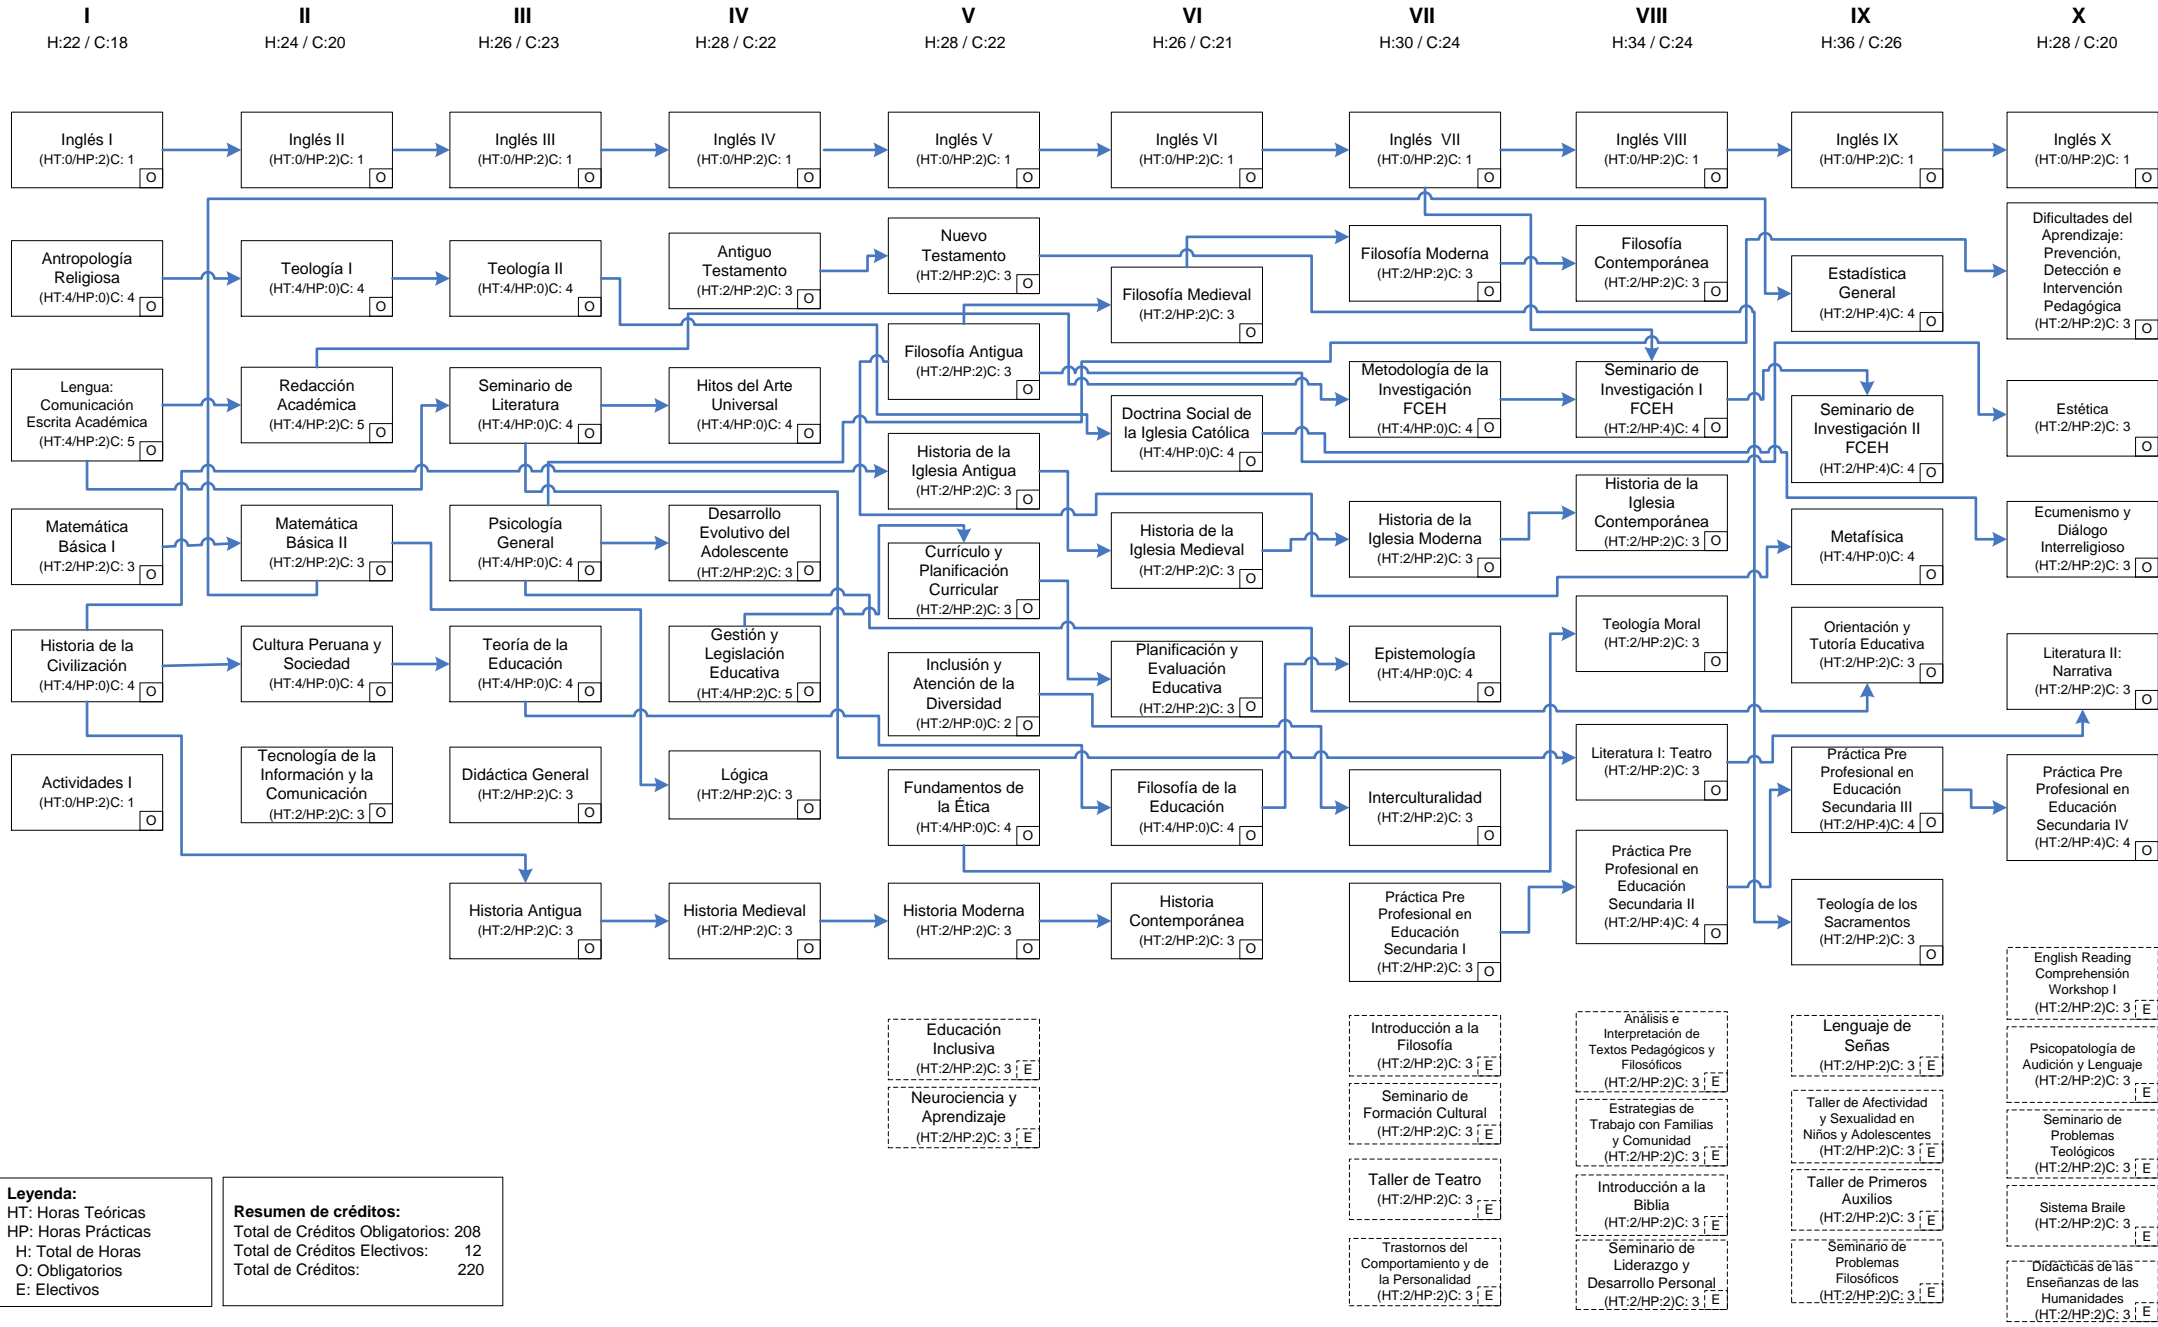 I
H:22 / C:18
Inglés I
(HT:0/HP:2)C: 1
O
Antropología
Religiosa
(HT:4/HP:0)C: 4
O
Lengua:
Comunicación
Escrita Académica
(HT:4/HP:2)C: 5
O
Matemática
Básica I
(HT:2/HP:2)C: 3
O
Historia de la
Civilización
(HT:4/HP:0)C: 4
O
Actividades I
(HT:0/HP:2)C: 1
O
II
H:24 / C:20
Inglés II
(HT:0/HP:2)C: 1
O
Teología I
(HT:4/HP:0)C: 4
O
Redacción
Académica
(HT:4/HP:2)C: 5
O
Matemática
Básica II
(HT:2/HP:2)C: 3
O
Cultura Peruana y
Sociedad
(HT:4/HP:0)C: 4
O
Tecnología de la
Información y la
Comunicación
(HT:2/HP:2)C: 3
O
III
H:26 / C:23
Inglés III
(HT:0/HP:2)C: 1
O
Teología II
(HT:4/HP:0)C: 4
O
Seminario de
Literatura
(HT:4/HP:0)C: 4
O
Psicología
General
(HT:4/HP:0)C: 4
O
Teoría de la
Educación
(HT:4/HP:0)C: 4
O
Didáctica General
(HT:2/HP:2)C: 3
O
Historia Antigua
(HT:2/HP:2)C: 3
O
IV
H:28 / C:22
Inglés IV
(HT:0/HP:2)C: 1
O
Antiguo
Testamento
(HT:2/HP:2)C: 3
O
Hitos del Arte
Universal
(HT:4/HP:0)C: 4
O
Desarrollo
Evolutivo del
Adolescente
(HT:2/HP:2)C: 3
O
Gestión y
Legislación
Educativa
(HT:4/HP:2)C: 5
O
Lógica
(HT:2/HP:2)C: 3
O
Historia Medieval
(HT:2/HP:2)C: 3
O
V
H:28 / C:22
Inglés V
(HT:0/HP:2)C: 1
O
Nuevo
Testamento
(HT:2/HP:2)C: 3
O
Filosofía Antigua
(HT:2/HP:2)C: 3
O
Historia de la
Iglesia Antigua
(HT:2/HP:2)C: 3
O
Currículo y
Planificación
Curricular
(HT:2/HP:2)C: 3
O
Inclusión y
Atención de la
Diversidad
(HT:2/HP:0)C: 2
O
Fundamentos de
la Ética
(HT:4/HP:0)C: 4
O
Historia Moderna
(HT:2/HP:2)C: 3
O
Educación
Inclusiva
(HT:2/HP:2)C: 3
E
Neurociencia y
Aprendizaje
(HT:2/HP:2)C: 3
E
VI
H:26 / C:21
Inglés VI
(HT:0/HP:2)C: 1
O
Filosofía Medieval
(HT:2/HP:2)C: 3
O
Doctrina Social de
la Iglesia Católica
(HT:4/HP:0)C: 4
O
Historia de la
Iglesia Medieval
(HT:2/HP:2)C: 3
O
Planificación y
Evaluación
Educativa
(HT:2/HP:2)C: 3
O
Filosofía de la
Educación
(HT:4/HP:0)C: 4
O
Historia
Contemporánea
(HT:2/HP:2)C: 3
O
VII
H:30 / C:24
Inglés VII
(HT:0/HP:2)C: 1
O
Filosofía Moderna
(HT:2/HP:2)C: 3
O
Metodología de la
Investigación
FCEH
(HT:4/HP:0)C: 4
O
Historia de la
Iglesia Moderna
(HT:2/HP:2)C: 3
O
Epistemología
(HT:4/HP:0)C: 4
O
Interculturalidad
(HT:2/HP:2)C: 3
O
Práctica Pre
Profesional en
Educación
Secundaria I
(HT:2/HP:2)C: 3
O
Introducción a la
Filosofía
(HT:2/HP:2)C: 3
E
Seminario de
Formación Cultural
(HT:2/HP:2)C: 3
E
Taller de Teatro
(HT:2/HP:2)C: 3
E
Trastornos del
Comportamiento y de
la Personalidad
(HT:2/HP:2)C: 3
E
VIII
H:34 / C:24
Inglés VIII
(HT:0/HP:2)C: 1
O
Filosofía
Contemporánea
(HT:2/HP:2)C: 3
O
Seminario de
Investigación I
FCEH
(HT:2/HP:4)C: 4
O
Historia de la
Iglesia
Contemporánea
(HT:2/HP:2)C: 3
O
Teología Moral
(HT:2/HP:2)C: 3
O
Literatura I: Teatro
(HT:2/HP:2)C: 3
O
Práctica Pre
Profesional en
Educación
Secundaria II
(HT:2/HP:4)C: 4
O
Análisis e
Interpretación de
Textos Pedagógicos y
Filosóficos
(HT:2/HP:2)C: 3
E
Estrategias de
Trabajo con Familias
y Comunidad
(HT:2/HP:2)C: 3
E
Introducción a la
Biblia
(HT:2/HP:2)C: 3
E
Seminario de
Liderazgo y
Desarrollo Personal
(HT:2/HP:2)C: 3
E
IX
H:36 / C:26
Inglés IX
(HT:0/HP:2)C: 1
O
Estadística
General
(HT:2/HP:4)C: 4
O
Seminario de
Investigación II
FCEH
(HT:2/HP:4)C: 4
O
Metafísica
(HT:4/HP:0)C: 4
O
Orientación y
Tutoría Educativa
(HT:2/HP:2)C: 3
O
Práctica Pre
Profesional en
Educación
Secundaria III
(HT:2/HP:4)C: 4
O
Teología de los
Sacramentos
(HT:2/HP:2)C: 3
O
Lenguaje de
Señas
(HT:2/HP:2)C: 3
E
Taller de Afectividad
y Sexualidad en
Niños y Adolescentes
(HT:2/HP:2)C: 3
E
Taller de Primeros
Auxilios
(HT:2/HP:2)C: 3
E
Seminario de
Problemas
Filosóficos
(HT:2/HP:2)C: 3
E
X
H:28 / C:20
Inglés X
(HT:0/HP:2)C: 1
O
Dificultades del
Aprendizaje:
Prevención,
Detección e
Intervención
Pedagógica
(HT:2/HP:2)C: 3
O
Estética
(HT:2/HP:2)C: 3
O
Ecumenismo y
Diálogo
Interreligioso
(HT:2/HP:2)C: 3
O
Literatura II:
Narrativa
(HT:2/HP:2)C: 3
O
Práctica Pre
Profesional en
Educación
Secundaria IV
(HT:2/HP:4)C: 4
O
English Reading
Comprehensión
Workshop I
(HT:2/HP:2)C: 3
E
Psicopatología de
Audición y Lenguaje
(HT:2/HP:2)C: 3
E
Seminario de
Problemas
Teológicos
(HT:2/HP:2)C: 3
E
Sistema Braile
(HT:2/HP:2)C: 3
E
Didácticas de las
Enseñanzas de las
Humanidades
(HT:2/HP:2)C: 3
E
Leyenda:
HT: Horas Teóricas
HP: Horas Prácticas
H: Total de Horas
O: Obligatorios
E: Electivos
Resumen de créditos:
Total de Créditos Obligatorios: 208
Total de Créditos Electivos: 12
Total de Créditos: 220